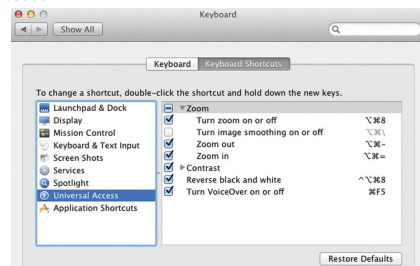 Keyboard
Show All
Keyboard Keyboard Shortcuts
To change a shortcut, double-click the shortcut and hold down the new keys.
Launchpad & Dock
Display
Mission Control
Keyboard & Text Input
Screen Shots
Services
Spotlight
Universal Access
Application Shortcuts
Zoom
Turn zoom on or off ⌥⌘8
Turn image smoothing on or off ⌥⌘\
Zoom out ⌥⌘-
Zoom in ⌥⌘=
Contrast
Reverse black and white ^⌥⌘8
Turn VoiceOver on or off ⌘F5
Restore Defaults